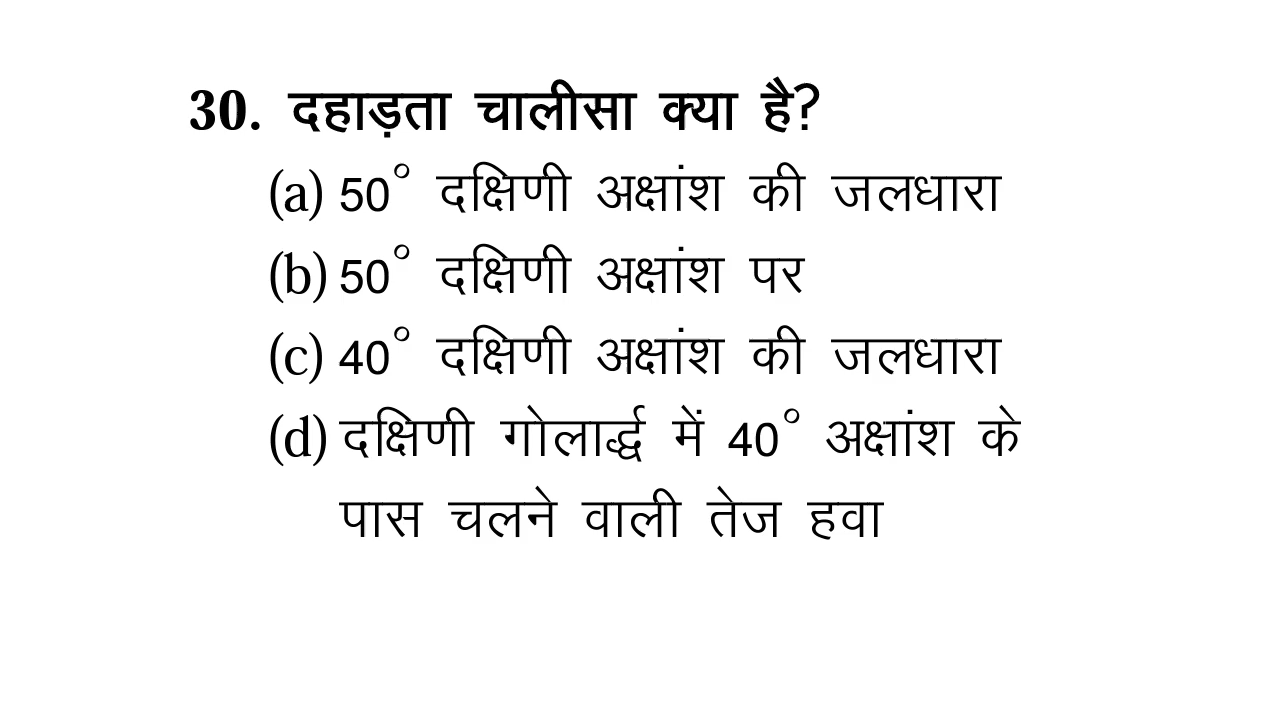 30. दहाड़ता चालीसा क्या है?
(a) 50° दक्षिणी अक्षांश की जलधारा
(b) 50° दक्षिणी अक्षांश पर
(c) 40° दक्षिणी अक्षांश की जलधारा
(d) दक्षिणी गोलार्द्ध में 40° अक्षांश के
पास चलने वाली तेज हवा